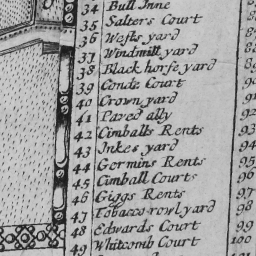 34 Bull Inne
35 Salters Court
36 Wests yard
37 Windmill yard
38 Black horse yard
39 Conde Court
40 Crown yard
41 Paved ally
42 Cimballs Rents
43 Inkes yard
44 Germins Rents
45 Cimball Courts
46 Giggs Rents
47 Tobacco-rowl yard
48 Edwards Court
49 Whitcomb Court
90
91
92
93
94
95
96
97
98
99
100